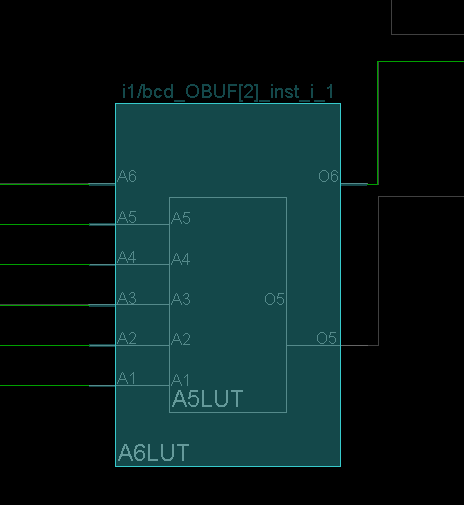 i1/bcd_OBUF[2]_inst_i_1
A6 O6
A5 A5
A4 A4
A3 A3 O5
A2 A2 O5
A1 A1
A5LUT
A6LUT